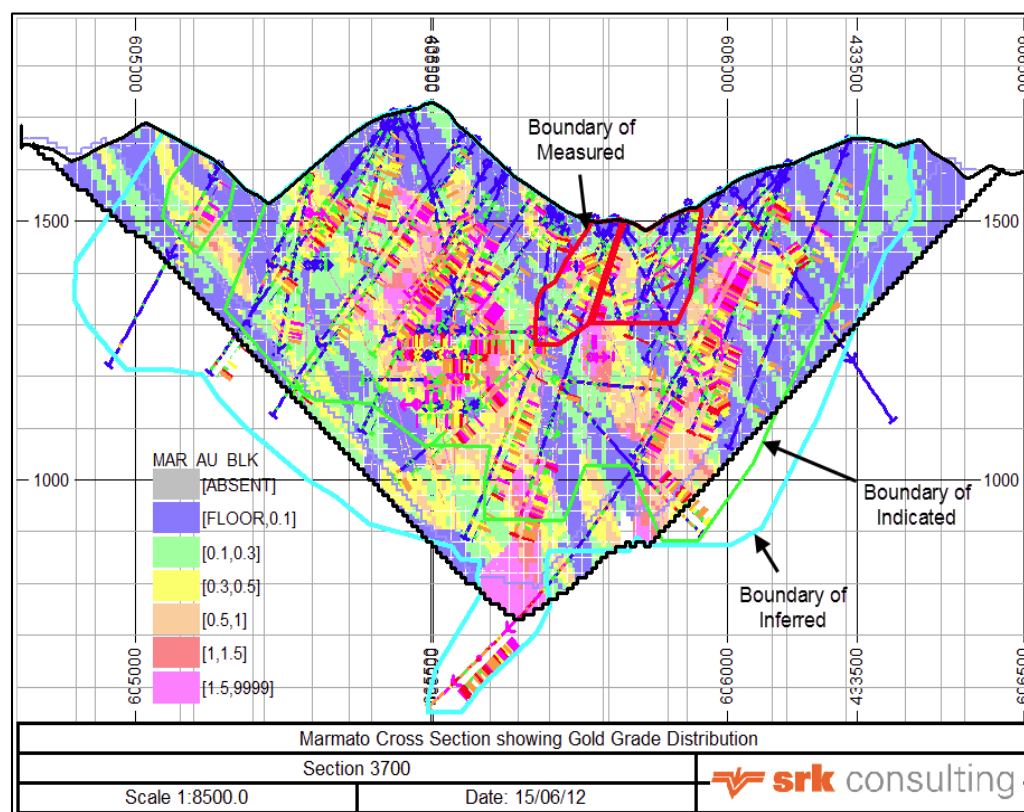 605000
606000
433500
Boundary of
Measured
1500
1500
MAR AU BLK
[ABSENT]
[FLOOR,0.1]
[0.1,0.3]
[0.3,0.5]
[0.5,1]
[1,1.5]
[1.5,9999]
1000
1000
Boundary of
Indicated
Boundary of
Inferred
605000
606000
433500
Marmato Cross Section showing Gold Grade Distribution
Section 3700
Scale 1:8500.0
Date: 15/06/12
srk consulting